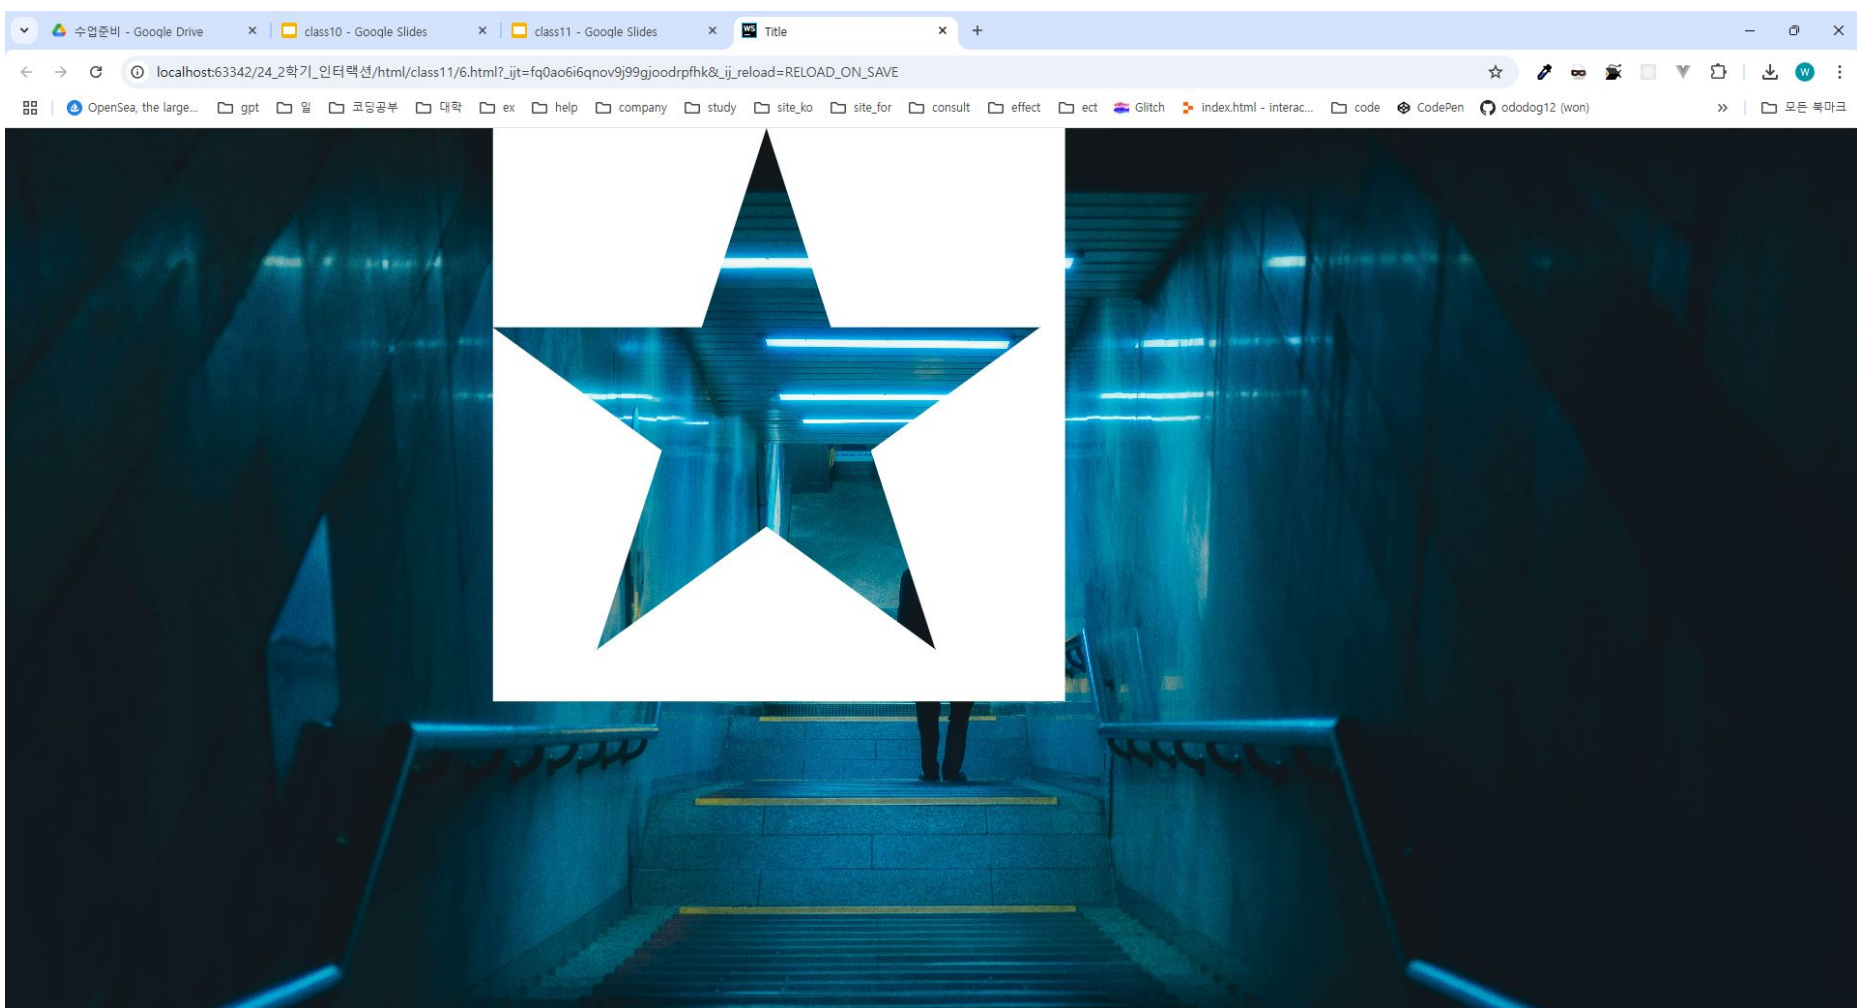 수업준비 - Google Drive
class10 - Google Slides
class11 - Google Slides
WS Title
localhost:63342/24_2학기_인터랙션/html/class11/6.html?_ijt=fq0ao6i6qnov9j99gjoodrpfhk&_ij_reload=RELOAD_ON_SAVE
W
OpenSea, the large... gpt 일 코딩공부 대학 ex help company study site_ko site_for consult effect ect Glitch index.html - interac... code CodePen ododog12 (won) » 모든 북마크